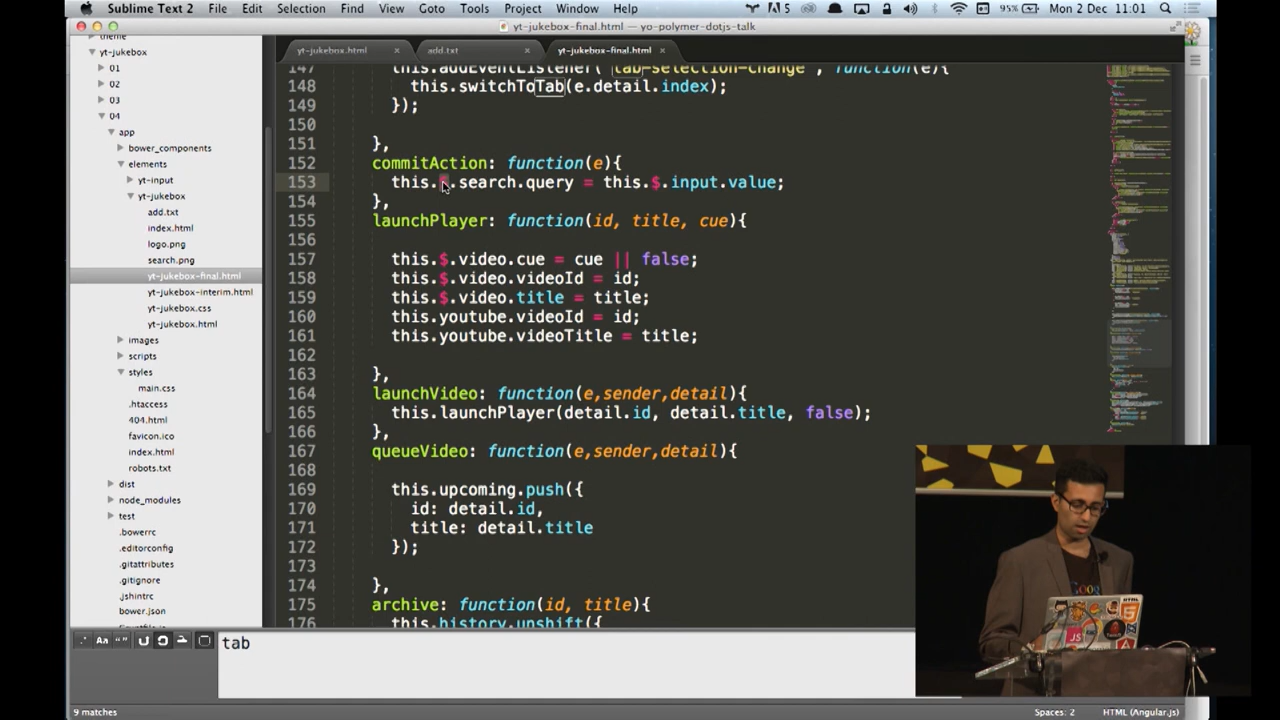 Sublime Text 2 File Edit Selection Find View Goto Tools Project Window Help 5 95% Mon 2 Dec 11:01
yt-jukebox-final.html — yo-polymer-dotjs-talk
yt-jukebox.html add.txt yt-jukebox-final.html
theme
yt-jukebox
01
02
03
04
app
bower_components
elements
yt-input
yt-jukebox
add.txt
index.html
logo.png
search.png
yt-jukebox-final.html
yt-jukebox-interim.html
yt-jukebox.css
yt-jukebox.html
images
scripts
styles
main.css
.htaccess
404.html
favicon.ico
index.html
robots.txt
dist
node_modules
test
.bowerrc
.editorconfig
.gitattributes
.gitignore
.jshintrc
bower.json
147 this.addEventListener('tab-selection-change', function(e){
148 this.switchToTab(e.detail.index);
149 });
150
151 },
152 commitAction: function(e){
153 this.$.search.query = this.$.input.value;
154 },
155 launchPlayer: function(id, title, cue){
156
157 this.$.video.cue = cue || false;
158 this.$.video.videoId = id;
159 this.$.video.title = title;
160 this.youtube.videoId = id;
161 this.youtube.videoTitle = title;
162
163 },
164 launchVideo: function(e,sender,detail){
165 this.launchPlayer(detail.id, detail.title, false);
166 },
167 queueVideo: function(e,sender,detail){
168
169 this.upcoming.push({
170 id: detail.id,
171 title: detail.title
172 });
173
174 },
175 archive: function(id, title){
176 this.history.unshift({
.* Aa “” tab
9 matches Spaces: 2 HTML (Angular.js)